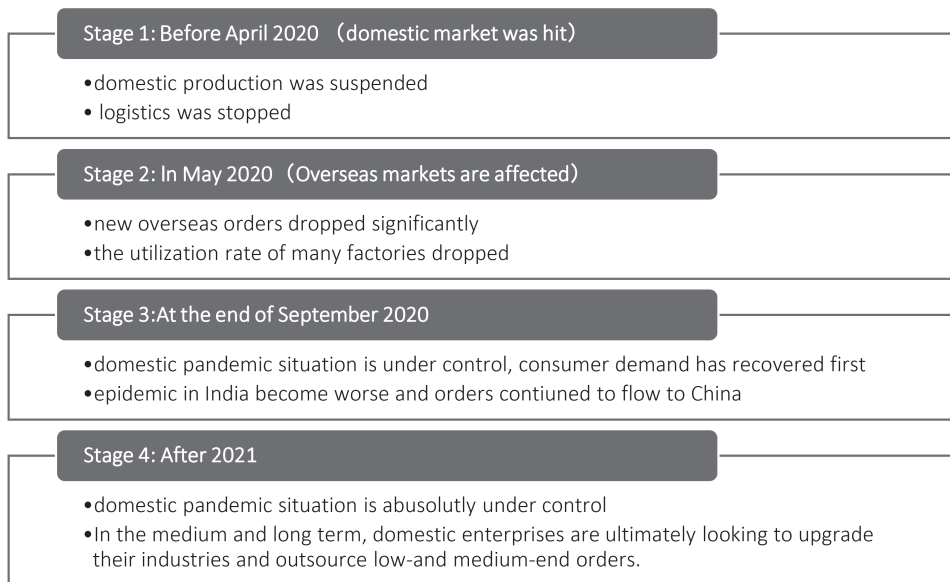 Stage 1: Before April 2020 （domestic market was hit）
•domestic production was suspended
• logistics was stopped
Stage 2: In May 2020 （Overseas markets are affected）
•new overseas orders dropped significantly
•the utilization rate of many factories dropped
Stage 3:At the end of September 2020
•domestic pandemic situation is under control, consumer demand has recovered first
•epidemic in India become worse and orders contiuned to flow to China
Stage 4: After 2021
•domestic pandemic situation is abusolutly under control
•In the medium and long term, domestic enterprises are ultimately looking to upgrade
their industries and outsource low-and medium-end orders.